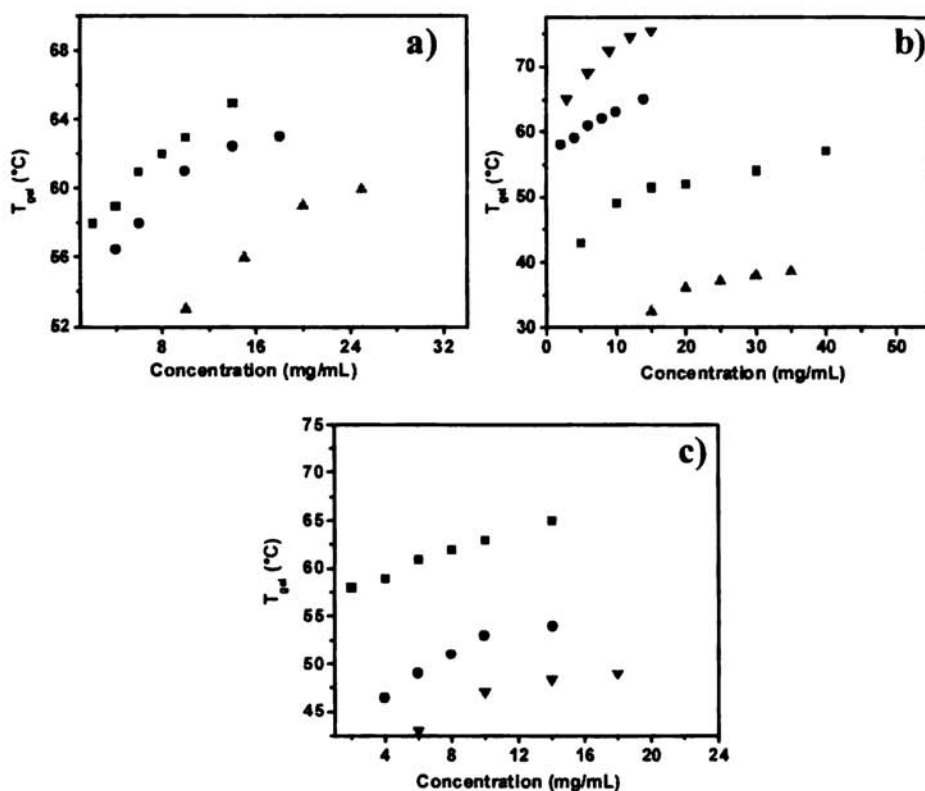 a)
68
64
60
56
52
T_gel (°C)
8 16 24 32
Concentration (mg/mL)
b)
70
60
50
40
30
T_gel (°C)
0 10 20 30 40 50
Concentration (mg/mL)
c)
75
70
65
60
55
50
45
T_gel (°C)
4 8 12 16 20 24
Concentration (mg/mL)